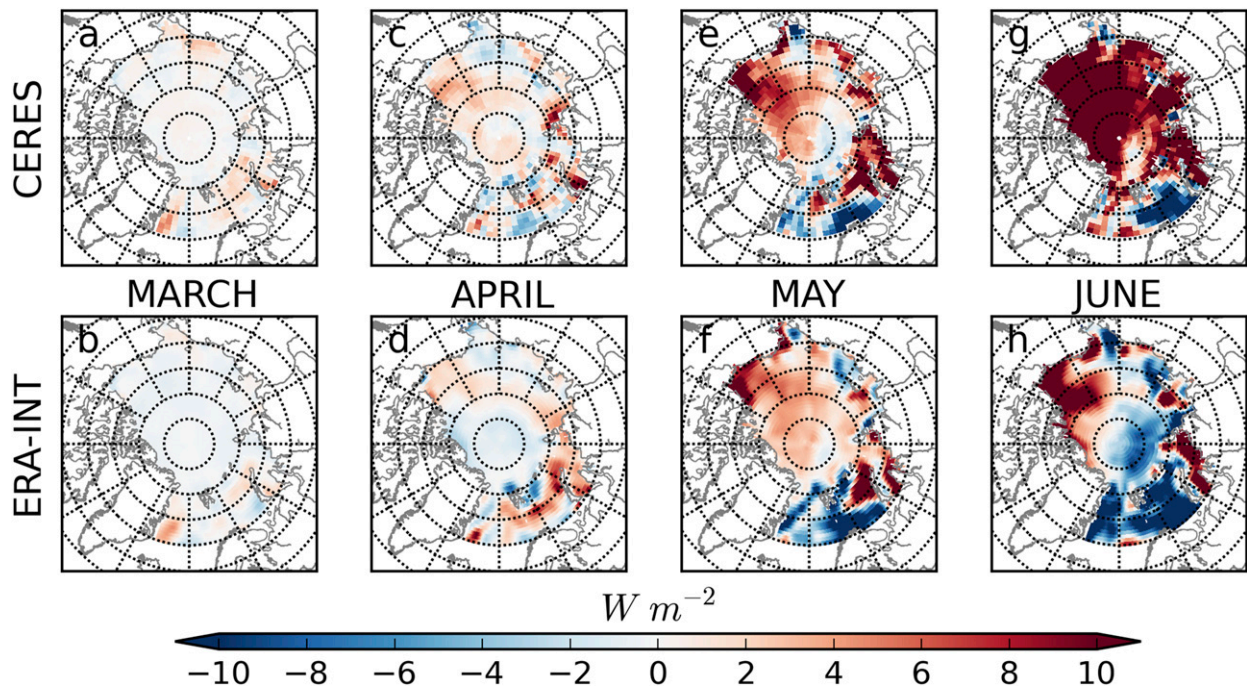 a c e g
CERES
MARCH APRIL MAY JUNE
b d f h
ERA-INT
W m⁻²
−10 −8 −6 −4 −2 0 2 4 6 8 10